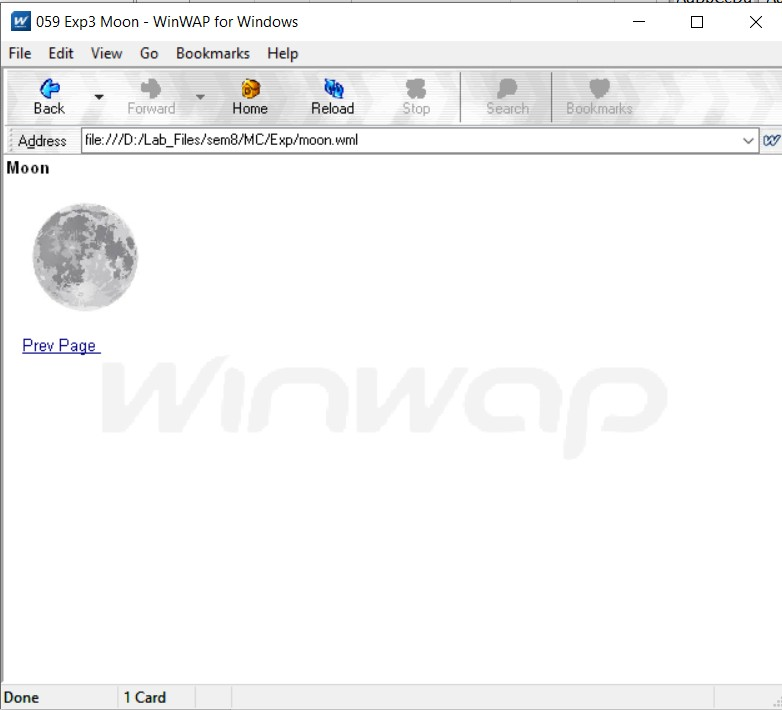 059 Exp3 Moon - WinWAP for Windows
File Edit View Go Bookmarks Help
Back Forward Home Reload Stop Search Bookmarks
Address file:///D:/Lab_Files/sem8/MC/Exp/moon.wml
Moon
Prev Page
Winwap
Done 1 Card